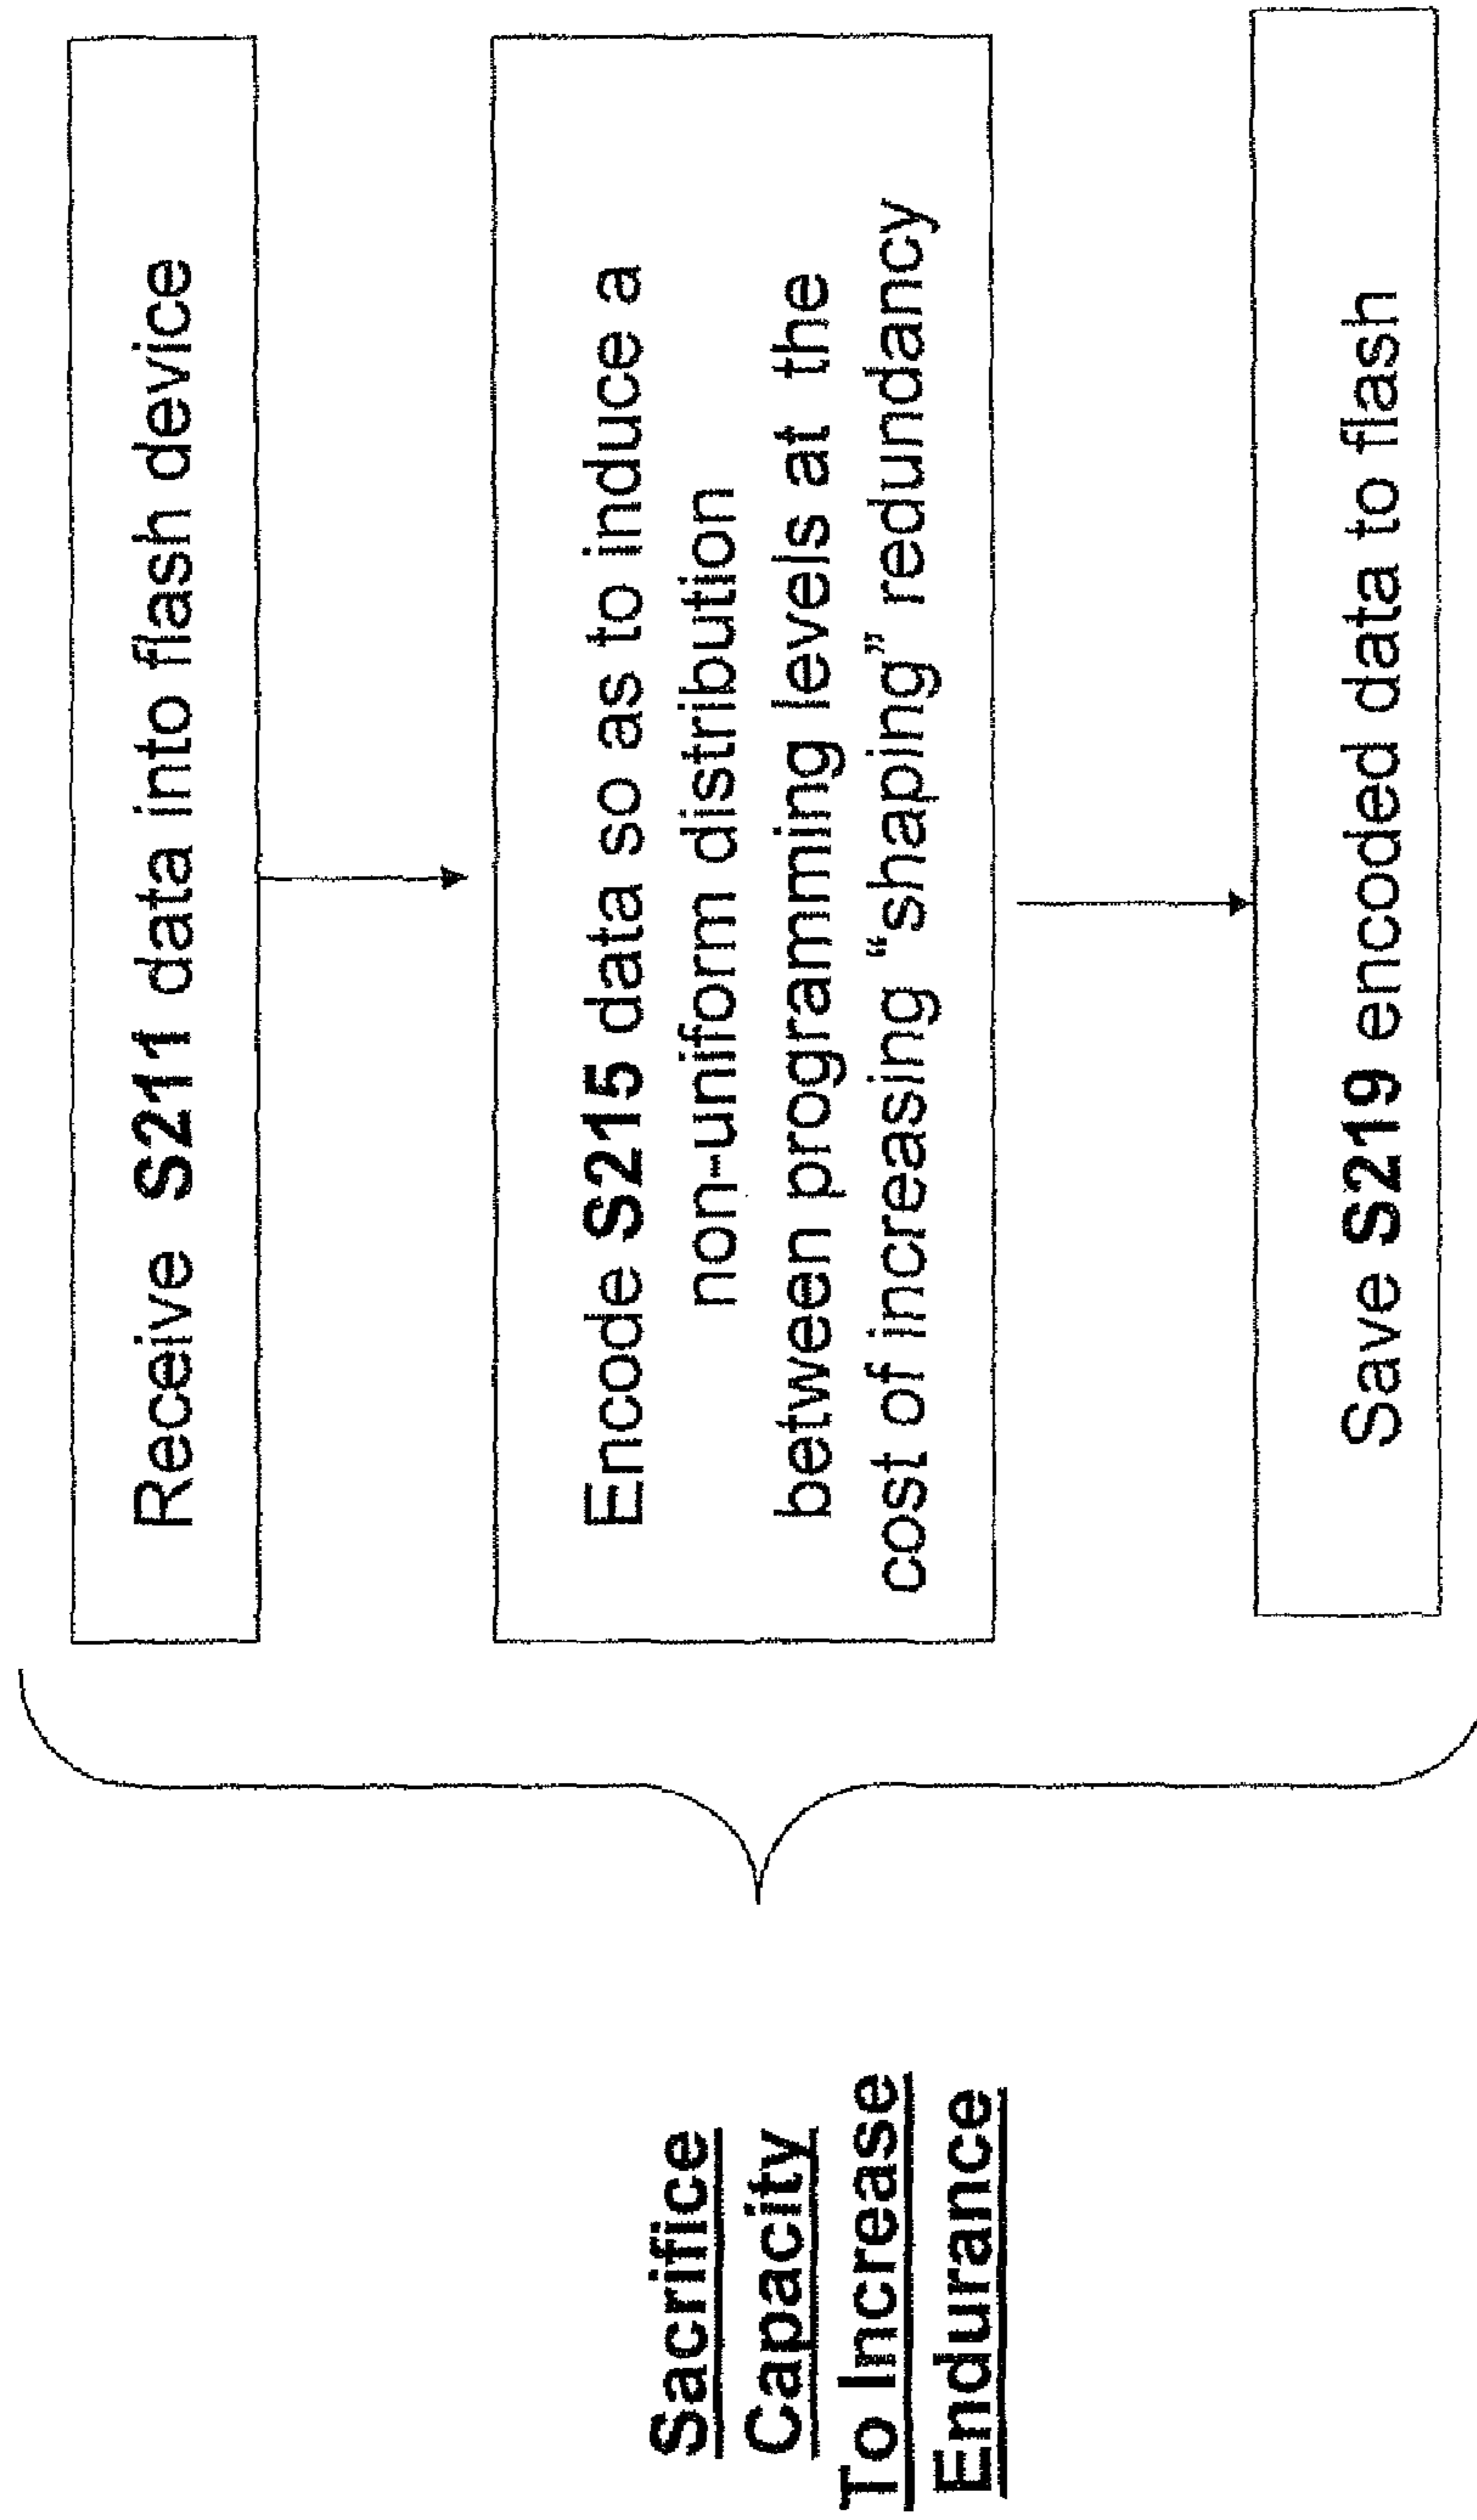 Sacrifice
Capacity
To Increase
Endurance
Receive S211 data into flash device
Encode S215 data so as to induce a
non-uniform distribution
between programming levels at the
cost of increasing “shaping” redundancy
Save S219 encoded data to flash